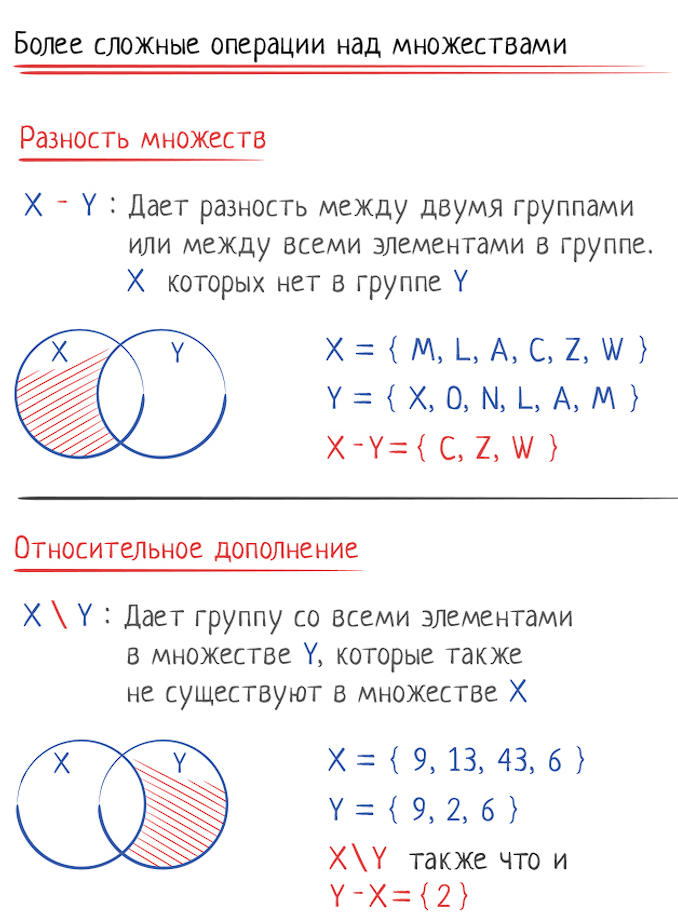 Более сложные операции над множествами
Разность множеств
X - Y : Дает разность между двумя группами
или между всеми элементами в группе.
X которых нет в группе Y
X Y
X = { M, L, A, C, Z, W }
Y = { X, O, N, L, A, M }
X-Y={ C, Z, W }
Относительное дополнение
X \ Y : Дает группу со всеми элементами
в множестве Y, которые также
не существуют в множестве X
X Y
X = { 9, 13, 43, 6 }
Y = { 9, 2, 6 }
X\Y также что и
Y-X={2}